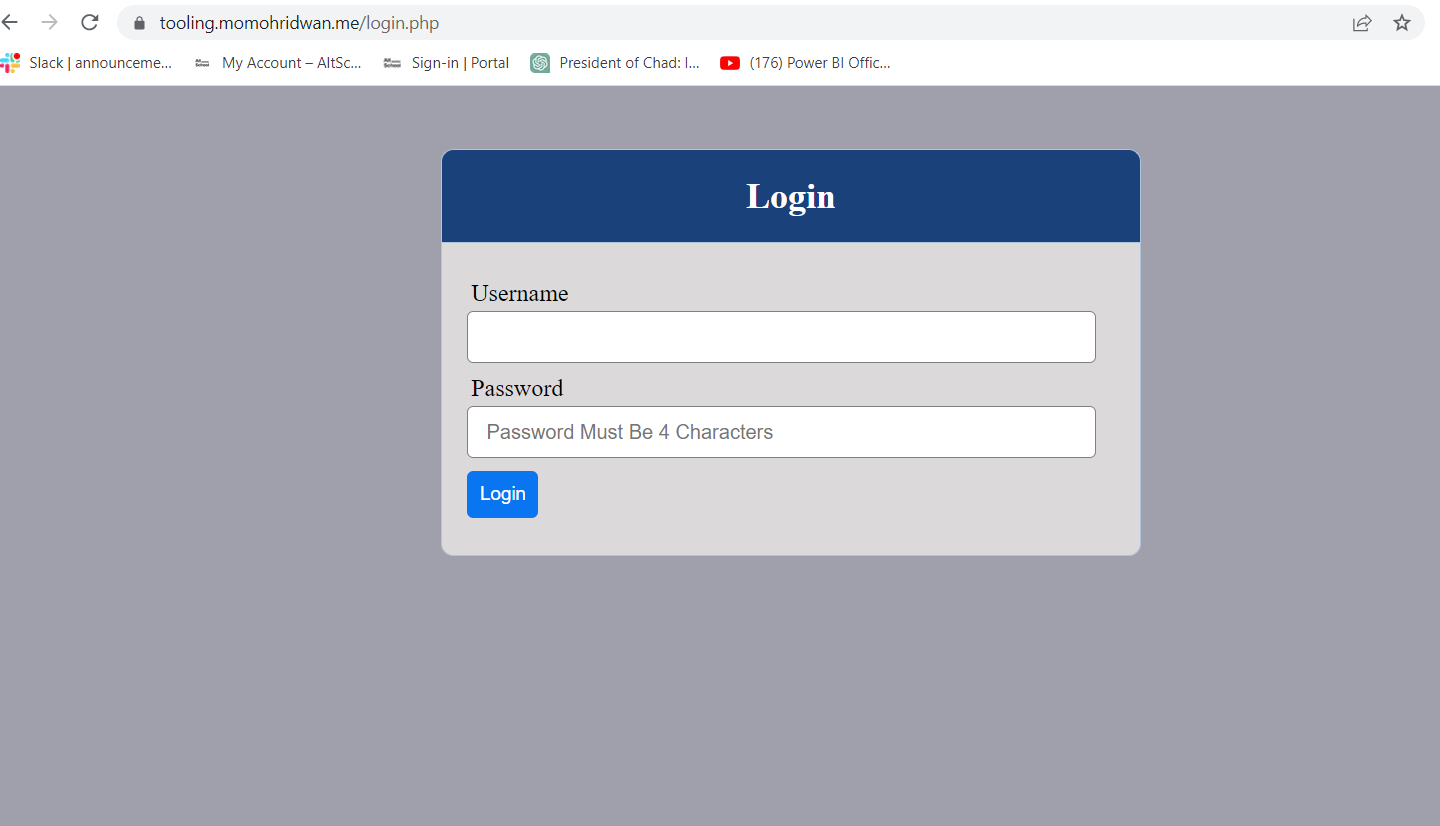 tooling.momohridwan.me/login.php
Slack | announceme... My Account – AltSc... Sign-in | Portal President of Chad: I... (176) Power BI Offic...
Login
Username
Password
Password Must Be 4 Characters
Login